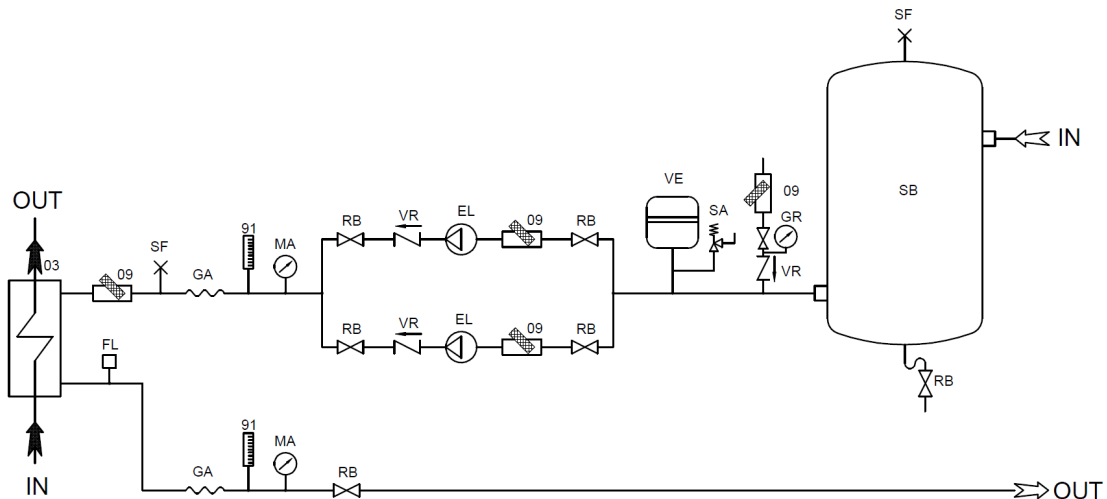 SF
IN
VE
09
SA
SB
GR
OUT
RB
VR
EL
09
RB
91
SF
MA
03
09
GA
VR
RB
VR
EL
09
RB
FL
RB
91
MA
GA
RB
IN
OUT